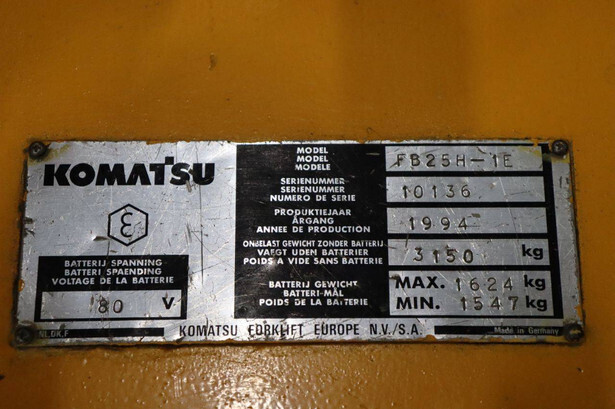 KOMATSU
ε
BATTERIJ SPANNING
BATTERI SPAENDING
VOLTAGE DE LA BATTERIE
80 V
NL.DK.F
MODEL
MODEL
MODELE
FB25H-1E
SERIENUMMER
SERIENUMMER
NUMERO DE SERIE
10136
PRODUKTIEJAAR
ÅRGANG
ANNEE DE PRODUCTION
1994
ONBELAST GEWICHT ZONDER BATTERIJ
VAEGT UDEN BATTERIER
POIDS A VIDE SANS BATTERIE
3150 kg
BATTERIJ GEWICHT
BATTERI-MÅL
POIDS DE LA BATTERIE
MAX. 1624 kg
MIN. 1547 kg
KOMATSU FORKLIFT EUROPE N.V./S.A.
Made in Germany